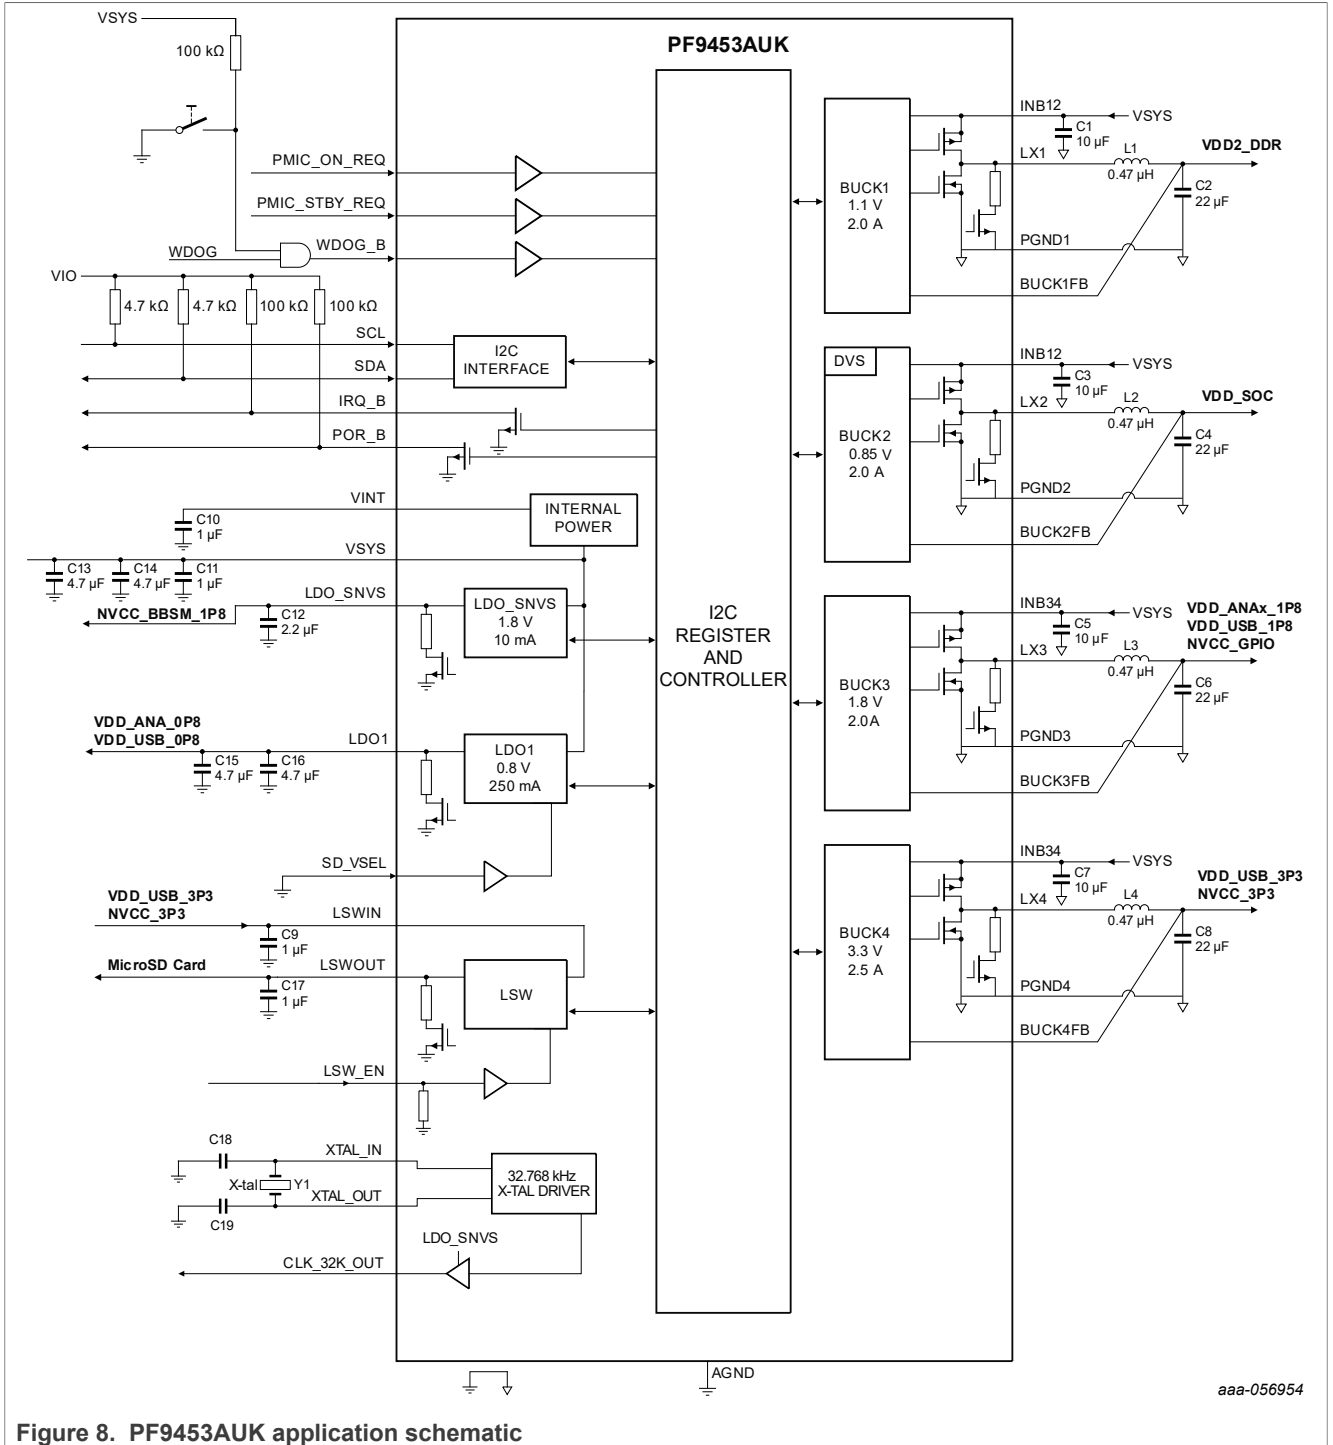 VSYS
100 kΩ
PF9453AUK
PMIC_ON_REQ
PMIC_STBY_REQ
WDOG
WDOG_B
VIO
4.7 kΩ
4.7 kΩ
100 kΩ
100 kΩ
SCL
SDA
I2C
INTERFACE
IRQ_B
POR_B
VINT
C10
1 µF
INTERNAL
POWER
VSYS
C13
4.7 µF
C14
4.7 µF
C11
1 µF
LDO_SNVS
NVCC_BBSM_1P8
C12
2.2 µF
LDO_SNVS
1.8 V
10 mA
VDD_ANA_0P8
VDD_USB_0P8
LDO1
C15
4.7 µF
C16
4.7 µF
LDO1
0.8 V
250 mA
SD_VSEL
VDD_USB_3P3
NVCC_3P3
LSWIN
C9
1 µF
MicroSD Card
LSWOUT
C17
1 µF
LSW
LSW_EN
C18
XTAL_IN
X-tal
Y1
XTAL_OUT
C19
32.768 kHz
X-TAL DRIVER
LDO_SNVS
CLK_32K_OUT
I2C
REGISTER
AND
CONTROLLER
BUCK1
1.1 V
2.0 A
INB12
VSYS
C1
10 µF
LX1
L1
0.47 µH
VDD2_DDR
C2
22 µF
PGND1
BUCK1FB
DVS
BUCK2
0.85 V
2.0 A
INB12
VSYS
C3
10 µF
LX2
L2
0.47 µH
VDD_SOC
C4
22 µF
PGND2
BUCK2FB
BUCK3
1.8 V
2.0A
INB34
VSYS
C5
10 µF
LX3
L3
0.47 µH
VDD_ANAx_1P8
VDD_USB_1P8
NVCC_GPIO
C6
22 µF
PGND3
BUCK3FB
BUCK4
3.3 V
2.5 A
INB34
VSYS
C7
10 µF
LX4
L4
0.47 µH
VDD_USB_3P3
NVCC_3P3
C8
22 µF
PGND4
BUCK4FB
AGND
aaa-056954
Figure 8. PF9453AUK application schematic